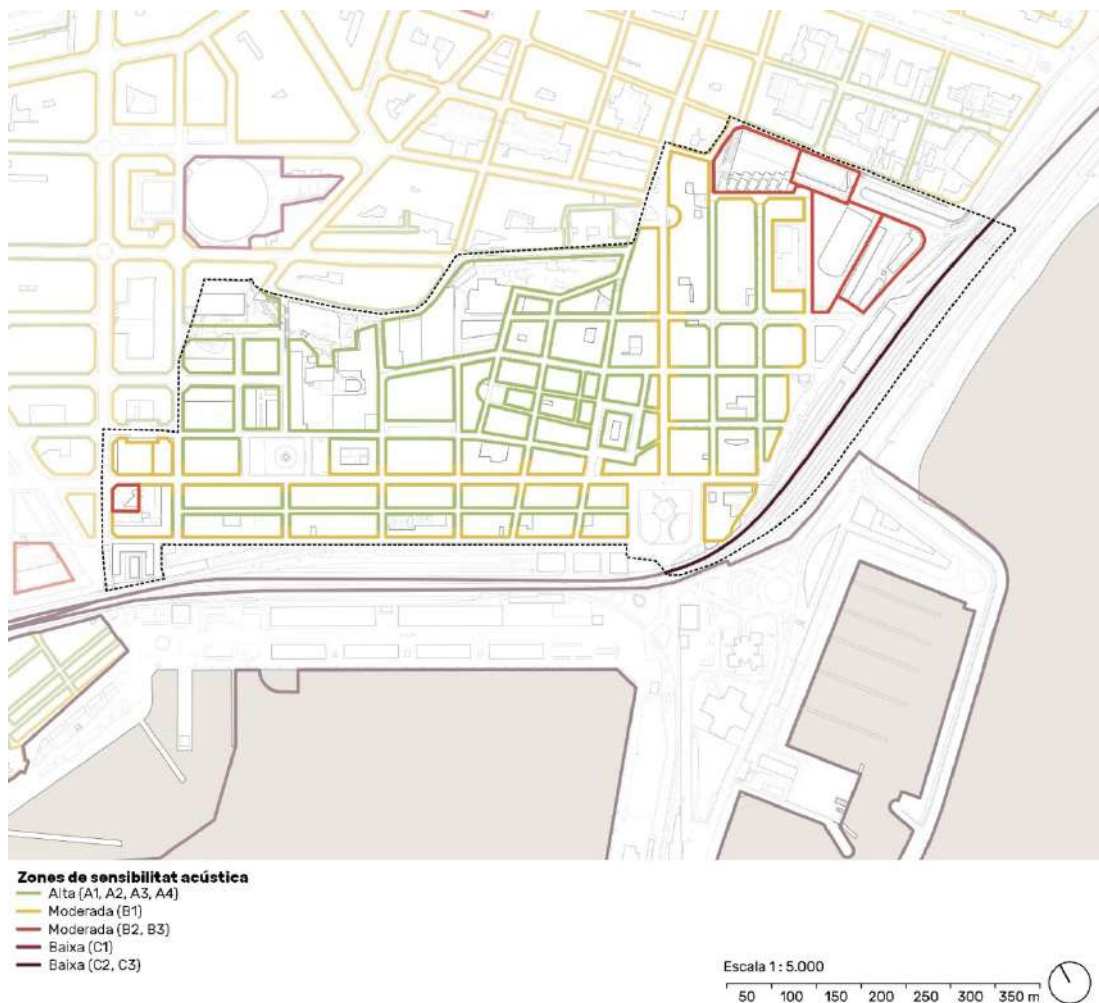 Zones de sensibilitat acústica
Alta (A1, A2, A3, A4)
Moderada (B1)
Moderada (B2, B3)
Baixa (C1)
Baixa (C2, C3)
Escala 1 : 5.000
50 100 150 200 250 300 350 m